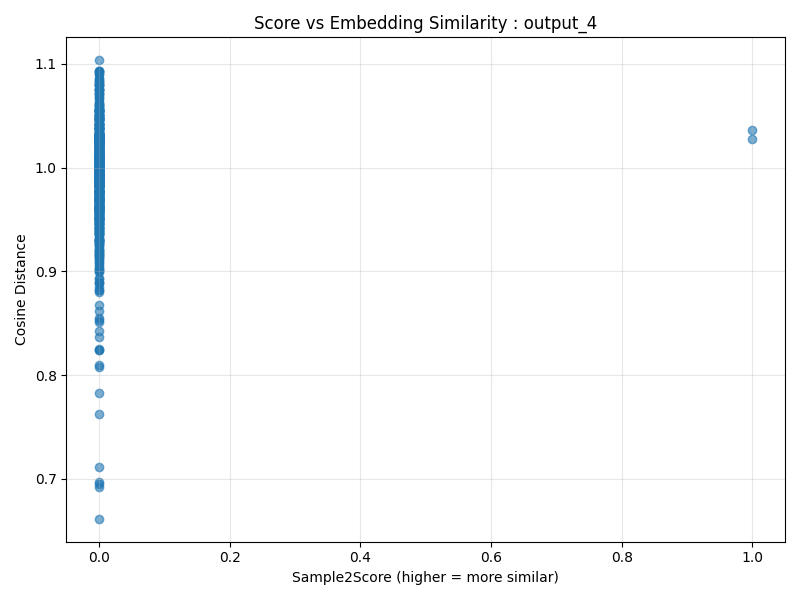 Score vs Embedding Similarity : output_4
1.1
1.0
0.9
0.8
0.7
Cosine Distance
0.0 0.2 0.4 0.6 0.8 1.0
Sample2Score (higher = more similar)